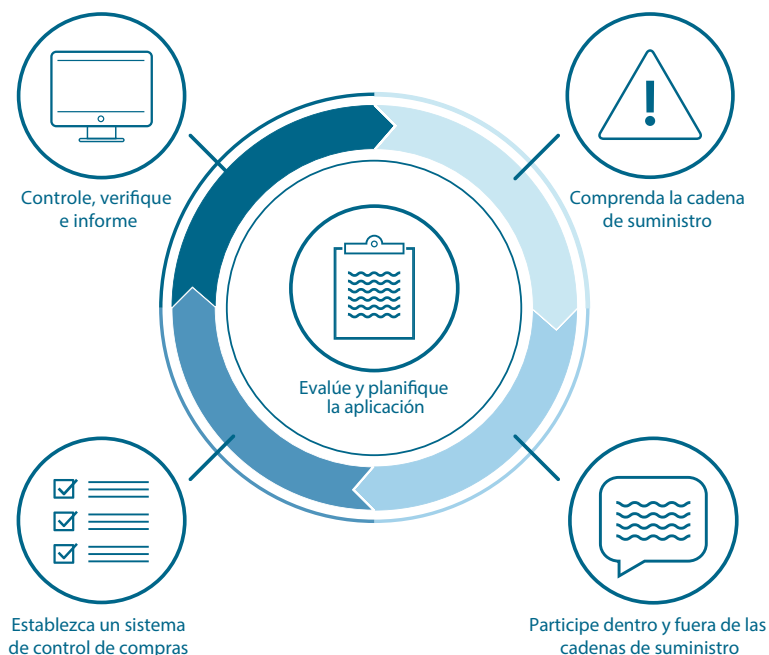 Controle, verifique
e informe
Comprenda la cadena
de suministro
Evalúe y planifique
la aplicación
Establezca un sistema
de control de compras
Participe dentro y fuera de las
cadenas de suministro